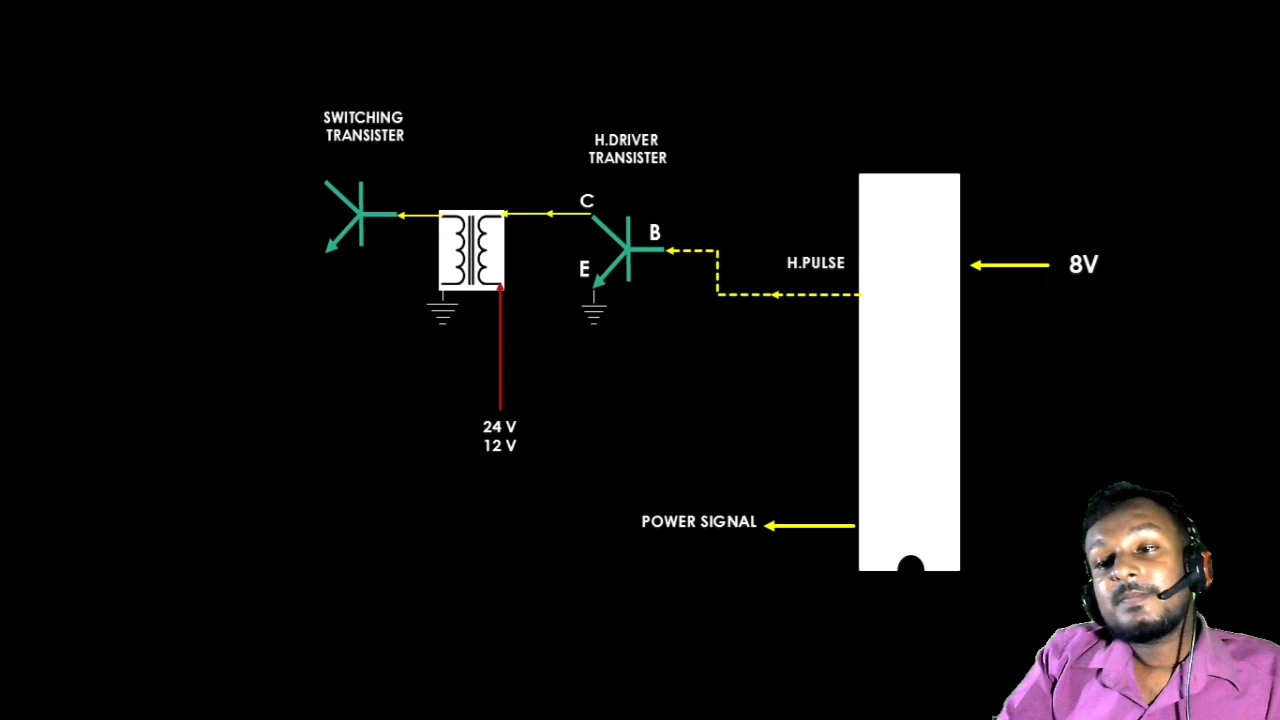 SWITCHING
TRANSISTER
H.DRIVER
TRANSISTER
C
B
E
H.PULSE
8V
24 V
12 V
POWER SIGNAL